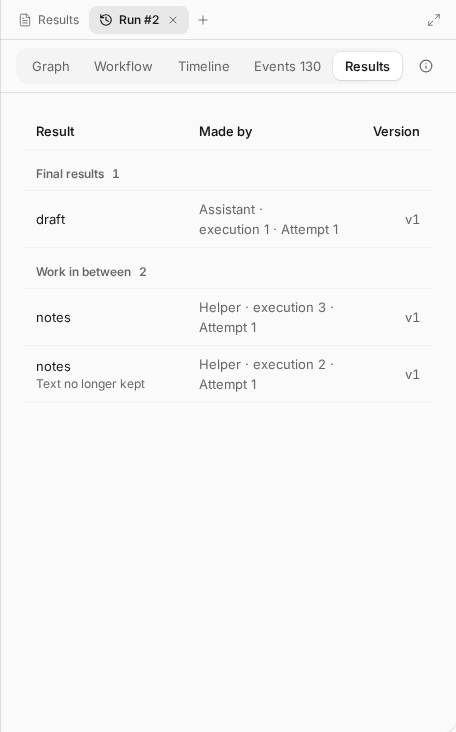 Results
Run #2
Graph
Workflow
Timeline
Events 130
Results
Result
Made by
Version
Final results 1
draft
Assistant ·
execution 1 · Attempt 1
v1
Work in between 2
notes
Helper · execution 3 ·
Attempt 1
v1
notes
Text no longer kept
Helper · execution 2 ·
Attempt 1
v1